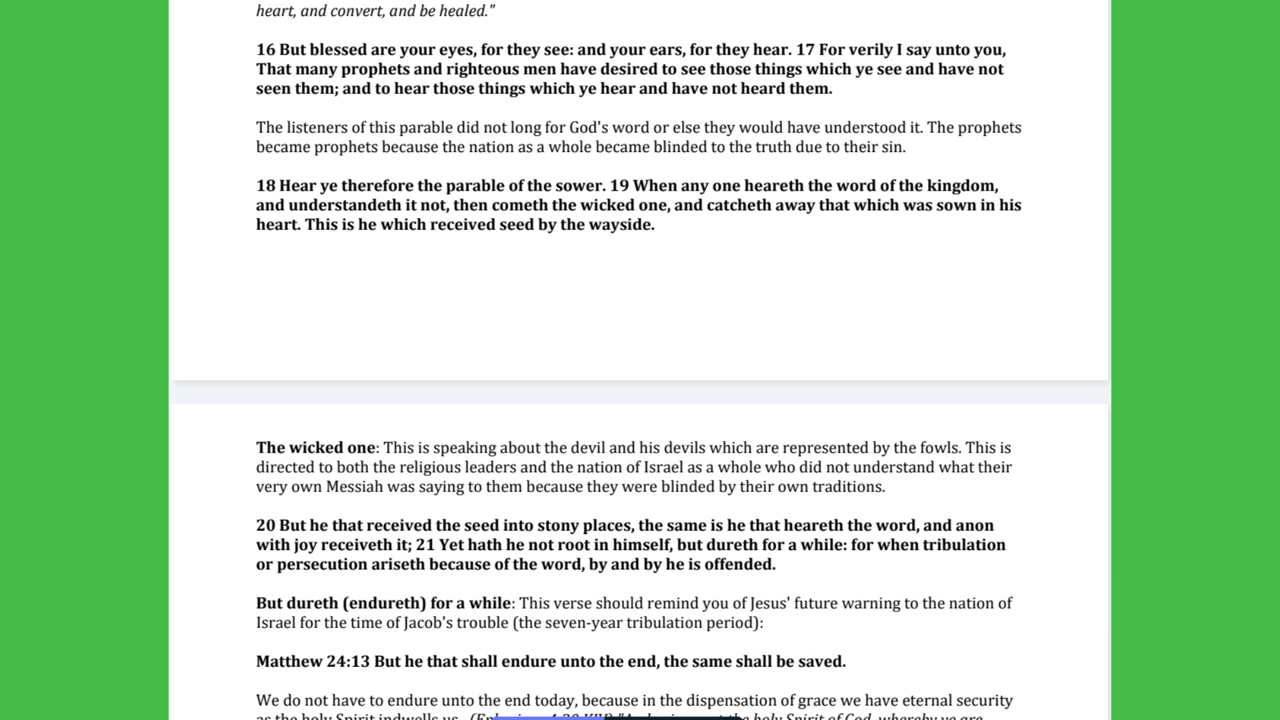 heart, and convert, and be healed."
16 But blessed are your eyes, for they see: and your ears, for they hear. 17 For verily I say unto you,
That many prophets and righteous men have desired to see those things which ye see and have not
seen them; and to hear those things which ye hear and have not heard them.
The listeners of this parable did not long for God's word or else they would have understood it. The prophets
became prophets because the nation as a whole became blinded to the truth due to their sin.
18 Hear ye therefore the parable of the sower. 19 When any one heareth the word of the kingdom,
and understandeth it not, then cometh the wicked one, and catcheth away that which was sown in his
heart. This is he which received seed by the wayside.
The wicked one: This is speaking about the devil and his devils which are represented by the fowls. This is
directed to both the religious leaders and the nation of Israel as a whole who did not understand what their
very own Messiah was saying to them because they were blinded by their own traditions.
20 But he that received the seed into stony places, the same is he that heareth the word, and anon
with joy receiveth it; 21 Yet hath he not root in himself, but dureth for a while: for when tribulation
or persecution ariseth because of the word, by and by he is offended.
But dureth (endureth) for a while: This verse should remind you of Jesus' future warning to the nation of
Israel for the time of Jacob's trouble (the seven-year tribulation period):
Matthew 24:13 But he that shall endure unto the end, the same shall be saved.
We do not have to endure unto the end today, because in the dispensation of grace we have eternal security
as the holy Spirit indwells us. holy Spirit of God, whereby ye are